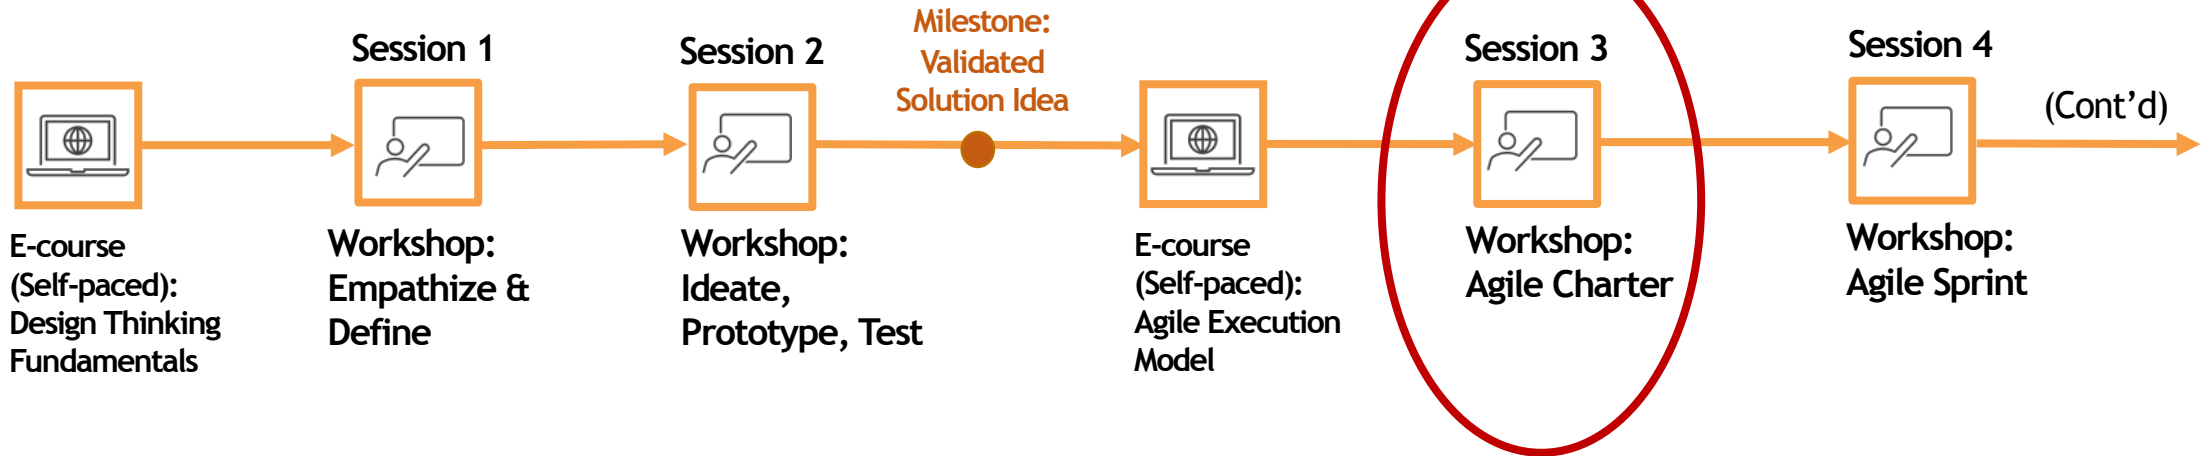 E-course
(Self-paced):
Design Thinking
Fundamentals
Session 1
Workshop:
Empathize &
Define
Session 2
Workshop:
Ideate,
Prototype, Test
Milestone:
Validated
Solution Idea
E-course
(Self-paced):
Agile Execution
Model
Session 3
Workshop:
Agile Charter
Session 4
Workshop:
Agile Sprint
(Cont’d)